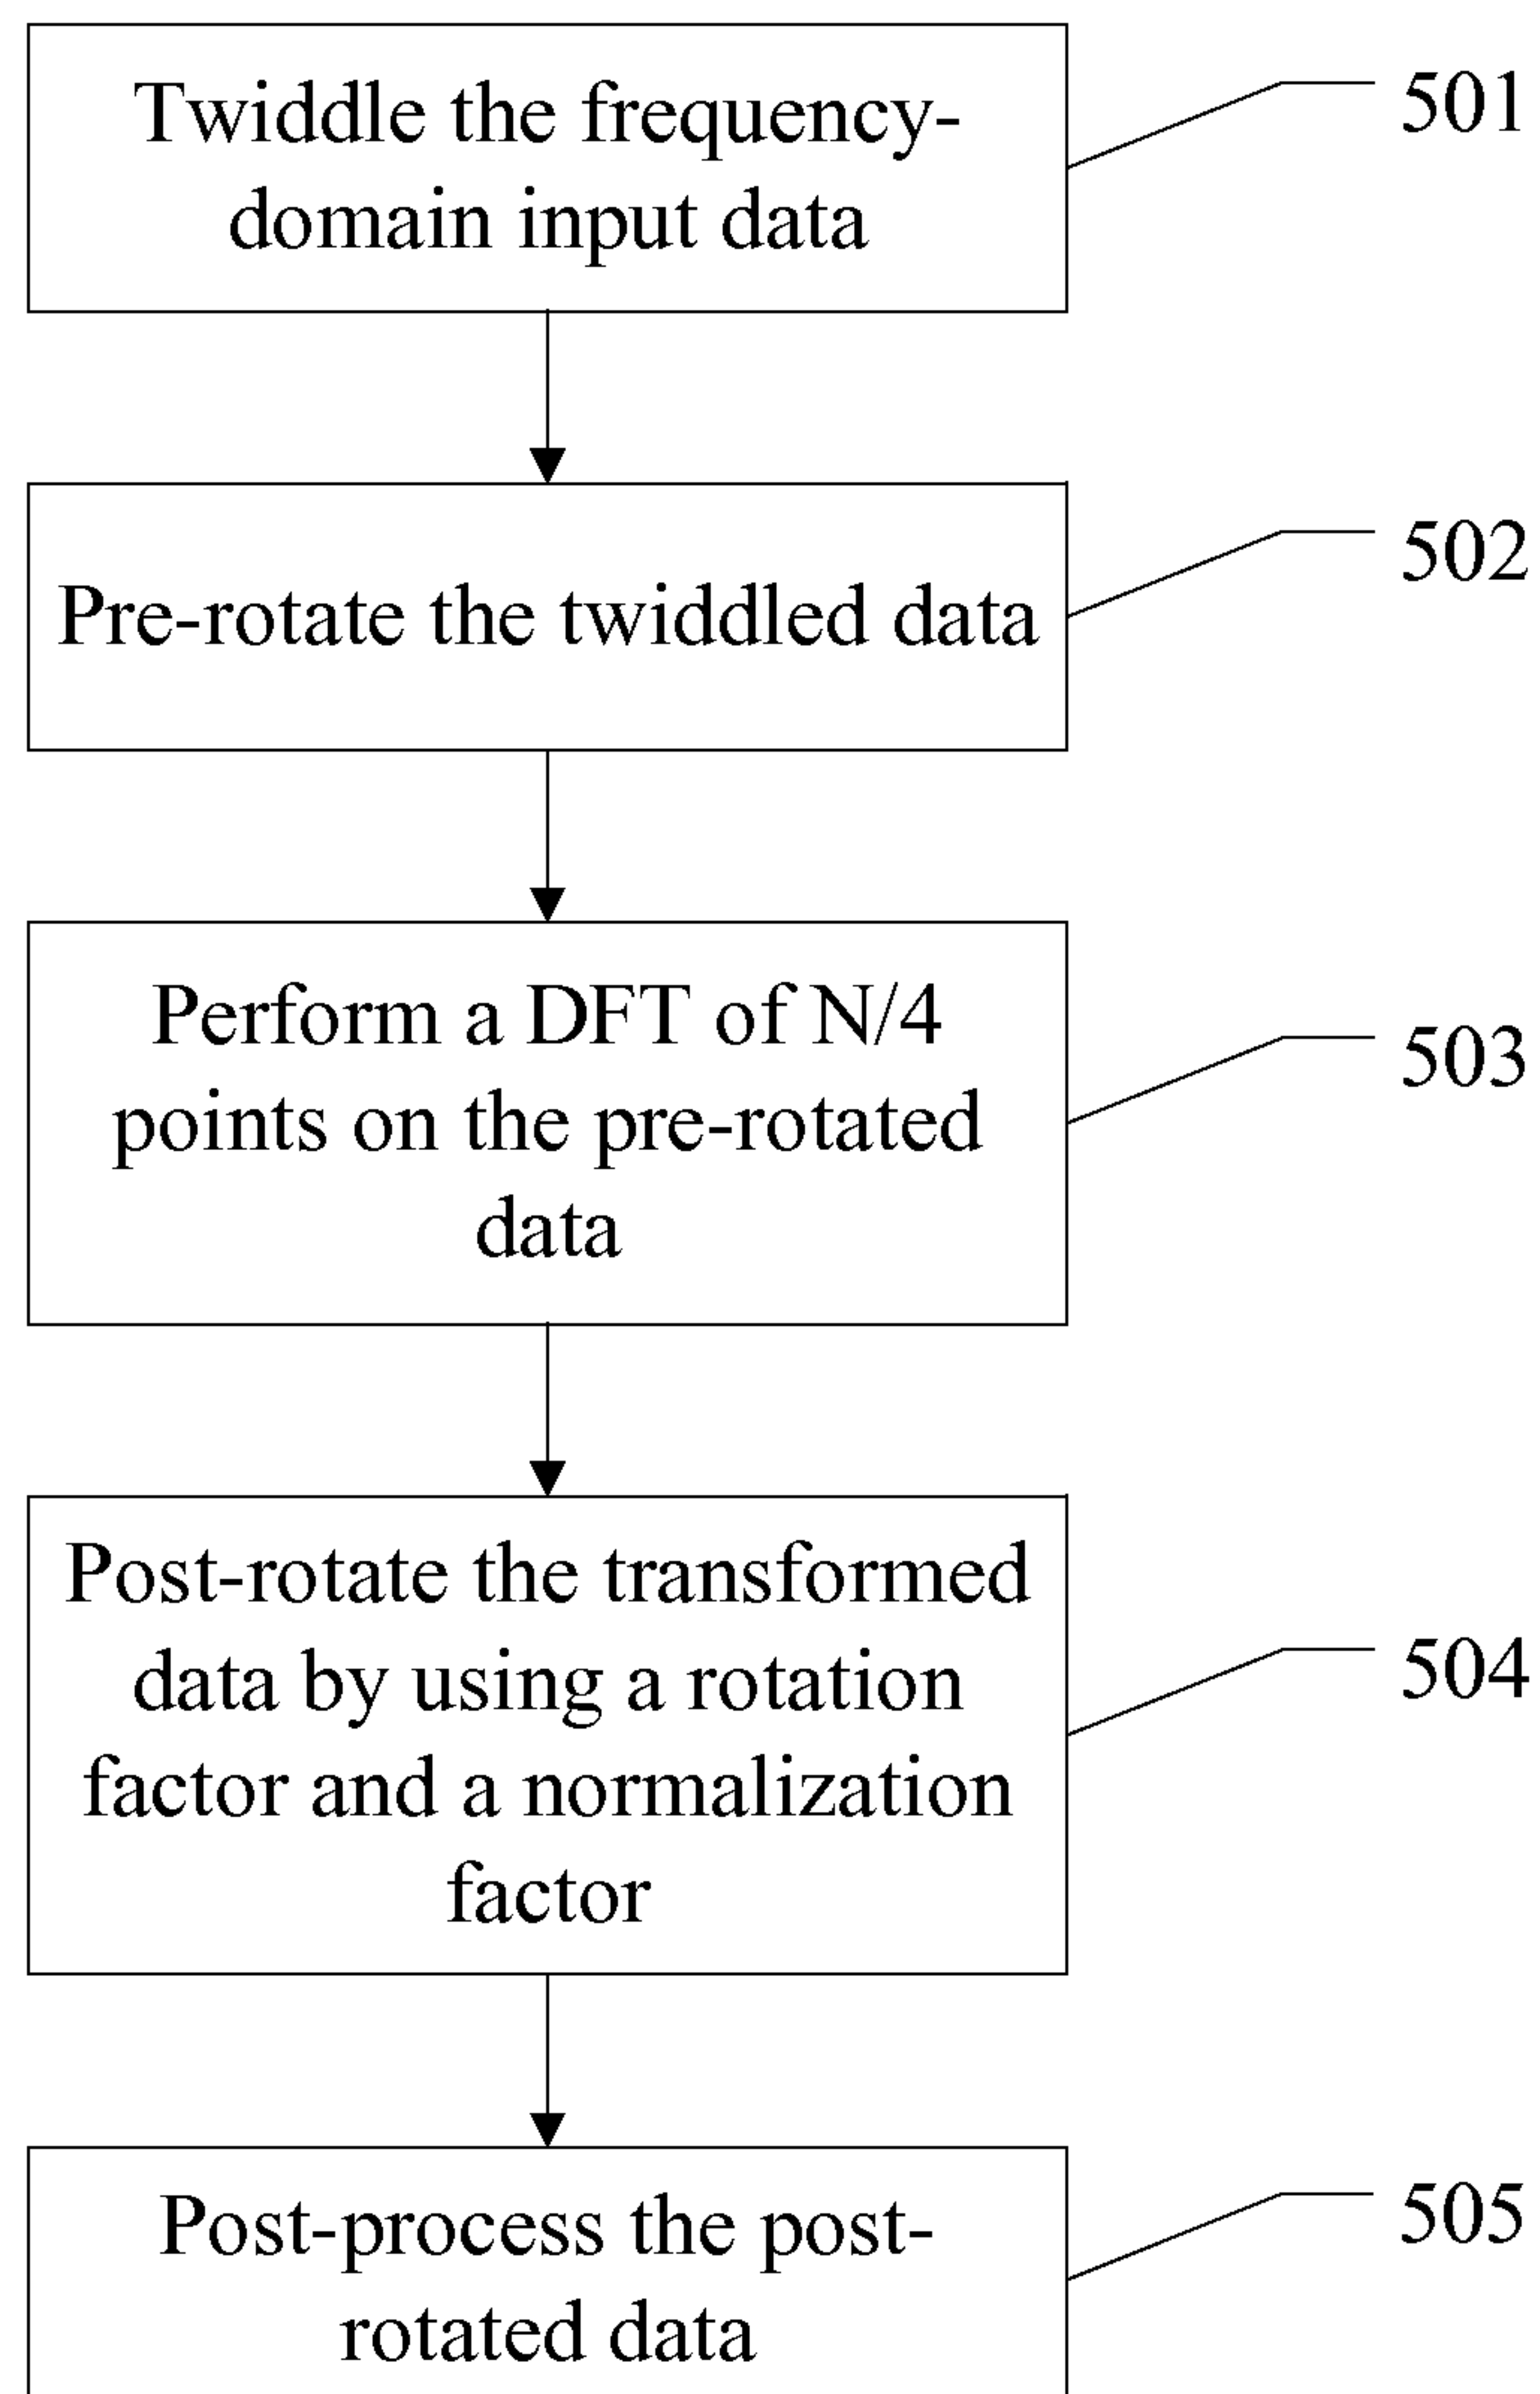 Twiddle the frequency-
domain input data
501
Pre-rotate the twiddled data
502
Perform a DFT of N/4
points on the pre-rotated
data
503
Post-rotate the transformed
data by using a rotation
factor and a normalization
factor
504
Post-process the post-
rotated data
505